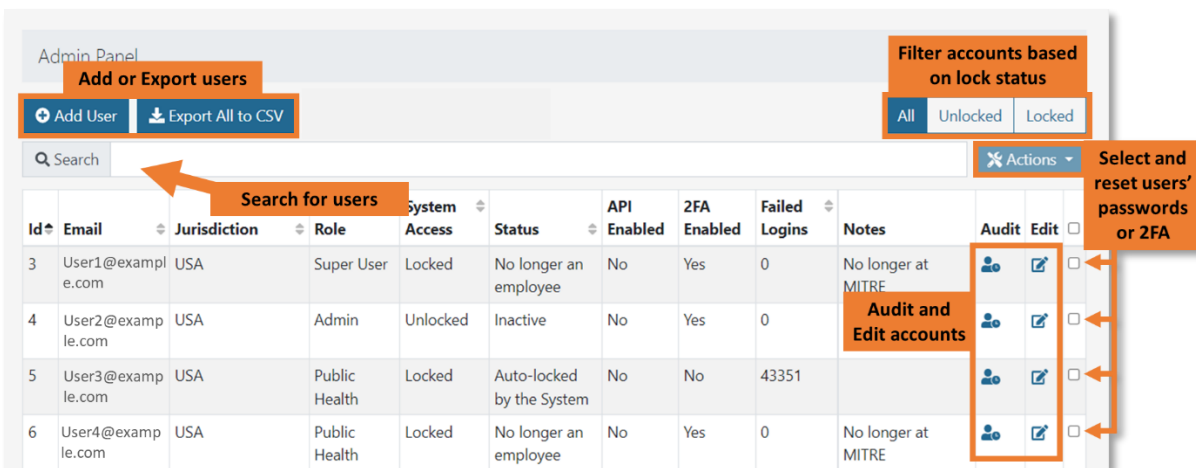 Admin Panel
Add or Export users
Filter accounts based
on lock status
Add User
Export All to CSV
All
Unlocked
Locked
Search
Actions
Select and
reset users’
passwords
or 2FA
Search for users
Id
Email
Jurisdiction
Role
System
Access
Status
API
Enabled
2FA
Enabled
Failed
Logins
Notes
Audit
Edit
3
User1@exampl
e.com
USA
Super User
Locked
No longer an
employee
No
Yes
0
No longer at
MITRE
Audit and
Edit accounts
4
User2@examp
le.com
USA
Admin
Unlocked
Inactive
No
Yes
0
5
User3@examp
le.com
USA
Public
Health
Locked
Auto-locked
by the System
No
No
43351
6
User4@examp
le.com
USA
Public
Health
Locked
No longer an
employee
No
Yes
0
No longer at
MITRE